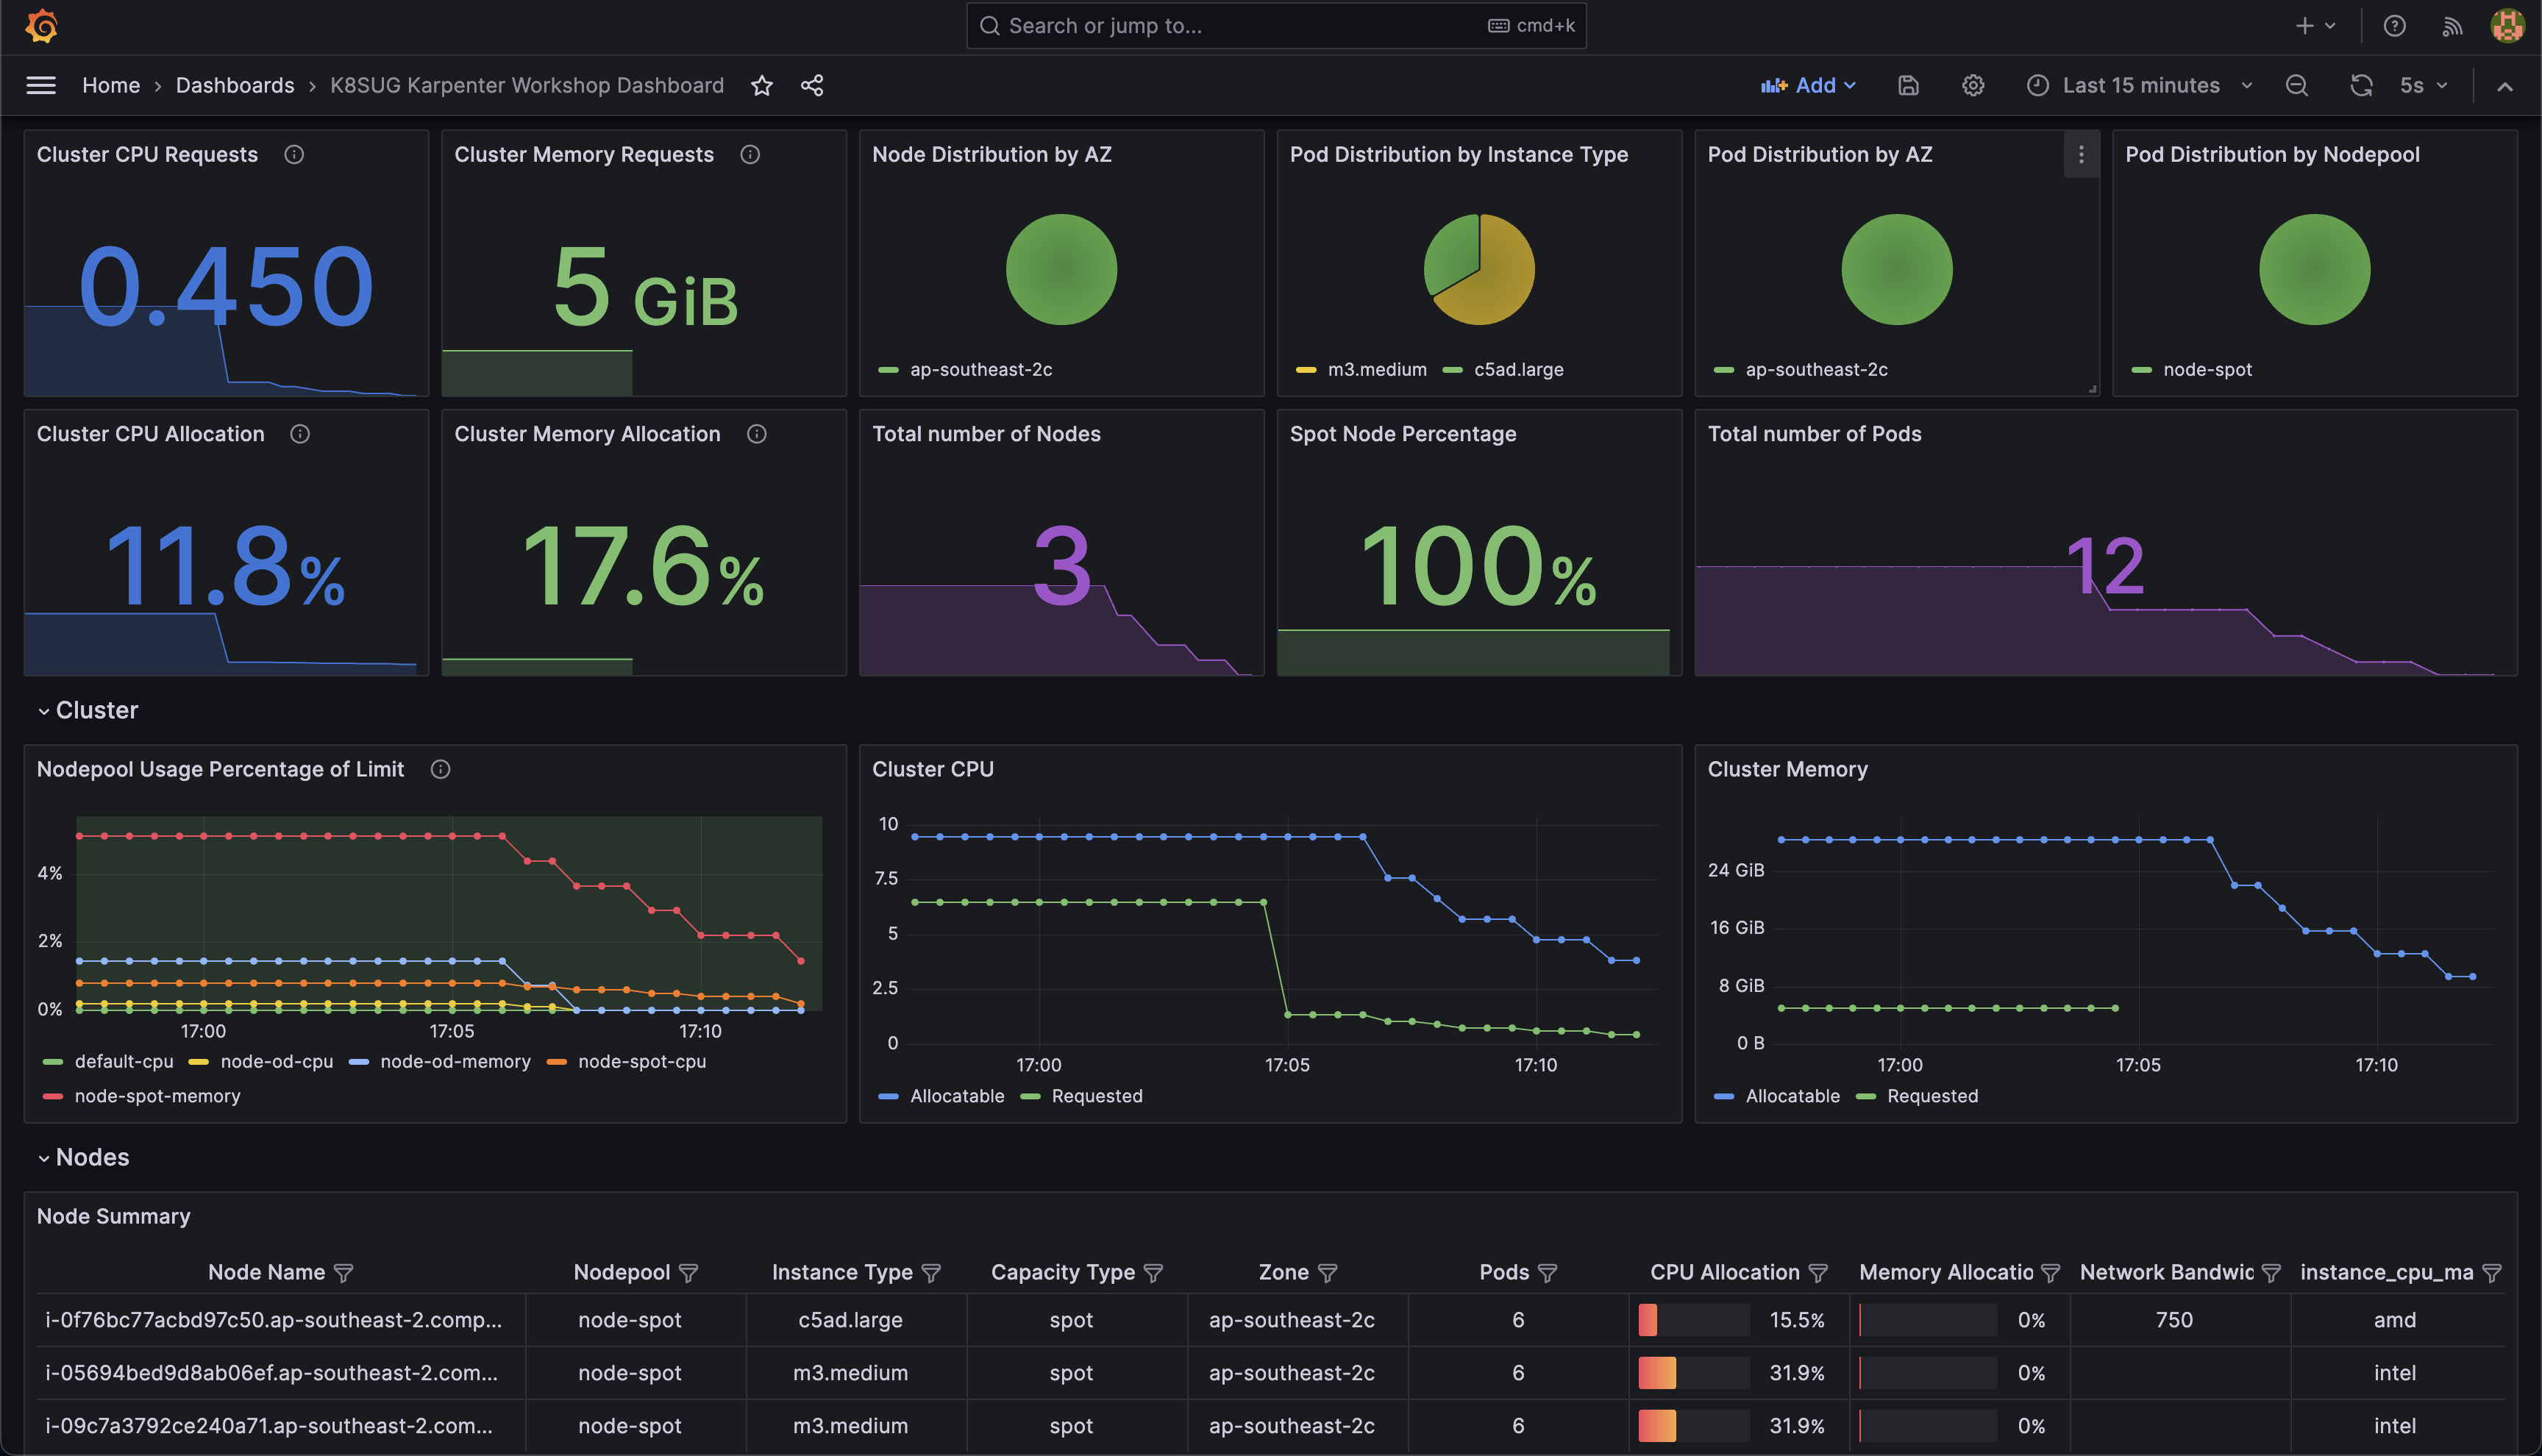 Search or jump to...
cmd+k
Home › Dashboards › K8SUG Karpenter Workshop Dashboard
Add
Last 15 minutes
5s
Cluster CPU Requests
0.450
Cluster Memory Requests
5 GiB
Node Distribution by AZ
ap-southeast-2c
Pod Distribution by Instance Type
m3.medium
c5ad.large
Pod Distribution by AZ
ap-southeast-2c
Pod Distribution by Nodepool
node-spot
Cluster CPU Allocation
11.8%
Cluster Memory Allocation
17.6%
Total number of Nodes
3
Spot Node Percentage
100%
Total number of Pods
12
Cluster
Nodepool Usage Percentage of Limit
4%
2%
0%
17:00 17:05 17:10
default-cpu node-od-cpu node-od-memory node-spot-cpu
node-spot-memory
Cluster CPU
10
7.5
5
2.5
0
17:00 17:05 17:10
Allocatable Requested
Cluster Memory
24 GiB
16 GiB
8 GiB
0 B
17:00 17:05 17:10
Allocatable Requested
Nodes
Node Summary
Node Name Nodepool Instance Type Capacity Type Zone Pods CPU Allocation Memory Allocatio Network Bandwic instance_cpu_ma
i-0f76bc77acbd97c50.ap-southeast-2.comp... node-spot c5ad.large spot ap-southeast-2c 6 15.5% 0% 750 amd
i-05694bed9d8ab06ef.ap-southeast-2.com... node-spot m3.medium spot ap-southeast-2c 6 31.9% 0% intel
i-09c7a3792ce240a71.ap-southeast-2.com... node-spot m3.medium spot ap-southeast-2c 6 31.9% 0% intel